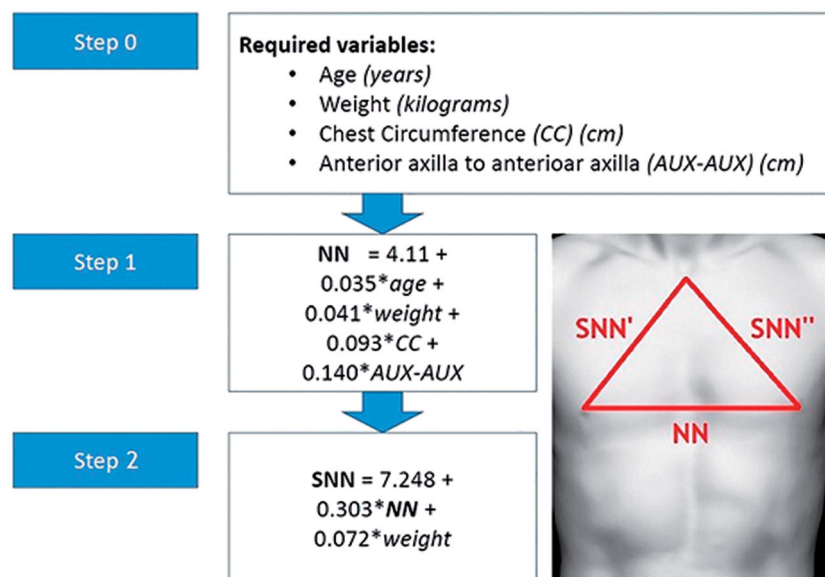 Step 0
Required variables:
• Age (years)
• Weight (kilograms)
• Chest Circumference (CC) (cm)
• Anterior axilla to anterioar axilla (AUX-AUX) (cm)
Step 1
NN = 4.11 +
0.035*age +
0.041*weight +
0.093*CC +
0.140*AUX-AUX
SNN' SNN''
NN
Step 2
SNN = 7.248 +
0.303*NN +
0.072*weight